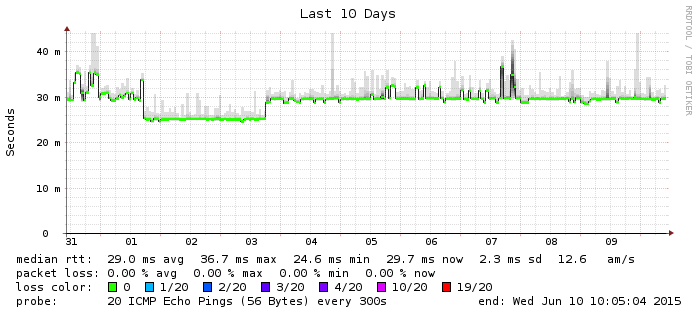 Last 10 Days
RRDTOOL / TOBI OETIKER
Seconds
40 m
30 m
20 m
10 m
0
31 01 02 03 04 05 06 07 08 09
median rtt: 29.0 ms avg 36.7 ms max 24.6 ms min 29.7 ms now 2.3 ms sd 12.6 am/s
packet loss: 0.00 % avg 0.00 % max 0.00 % min 0.00 % now
loss color: 0 1/20 2/20 3/20 4/20 10/20 19/20
probe: 20 ICMP Echo Pings (56 Bytes) every 300s end: Wed Jun 10 10:05:04 2015